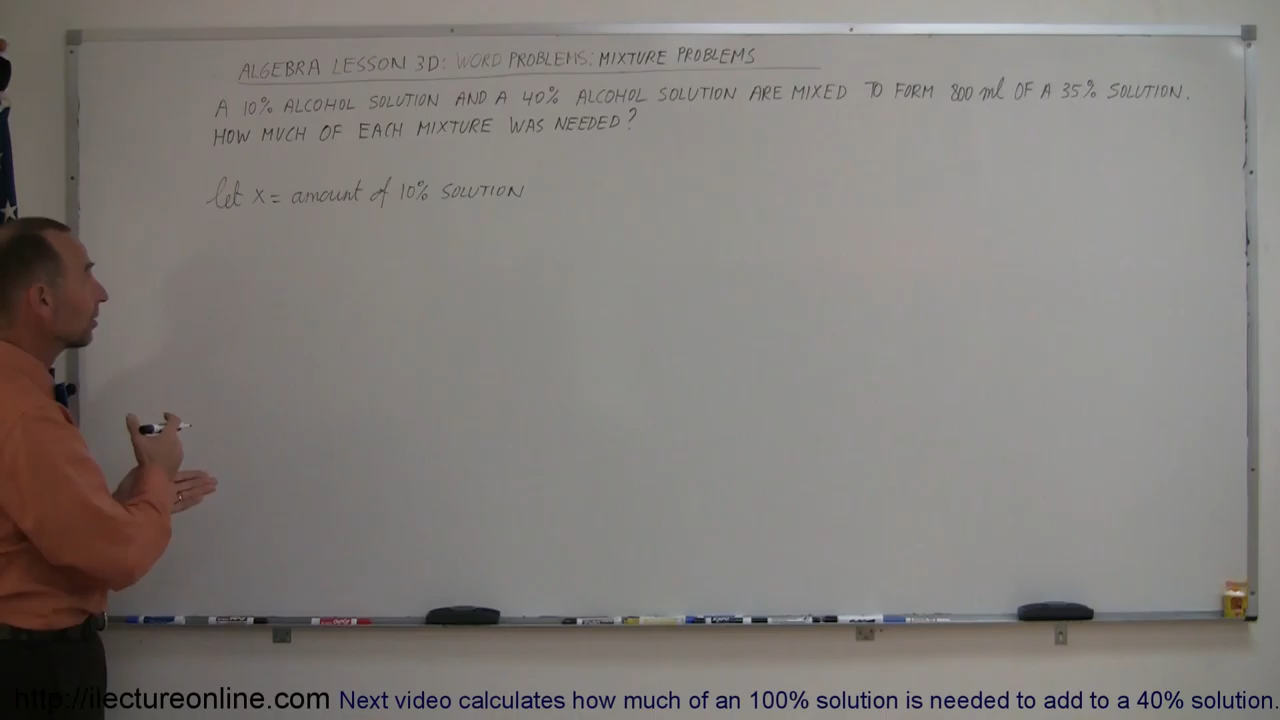 ALGEBRA LESSON 3D: WORD PROBLEMS: MIXTURE PROBLEMS
A 10% ALCOHOL SOLUTION AND A 40% ALCOHOL SOLUTION ARE MIXED TO FORM 800 ml OF A 35% SOLUTION.
HOW MUCH OF EACH MIXTURE WAS NEEDED?
let x = amount of 10% SOLUTION
http://ilectureonline.com Next video calculates how much of an 100% solution is needed to add to a 40% solution.